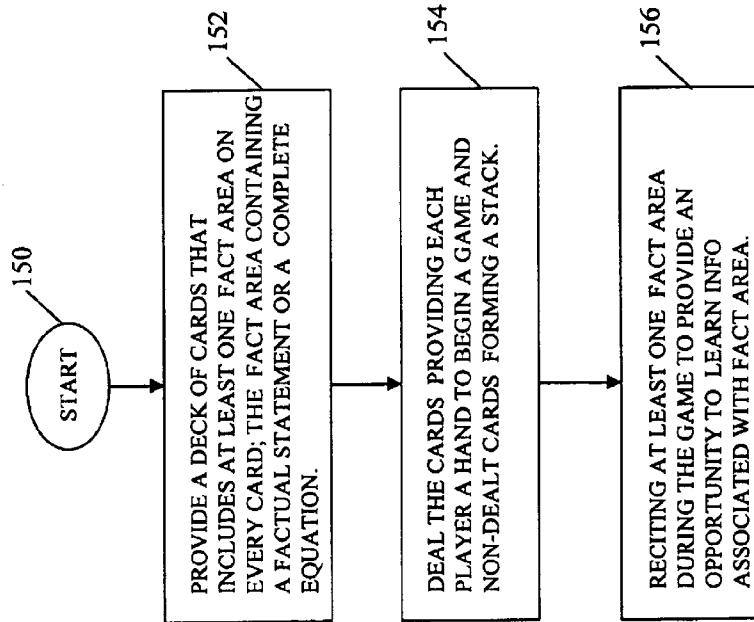 150
START
152
PROVIDE A DECK OF CARDS THAT
INCLUDES AT LEAST ONE FACT AREA ON
EVERY CARD; THE FACT AREA CONTAINING
A FACTUAL STATEMENT OR A COMPLETE
EQUATION.
154
DEAL THE CARDS PROVIDING EACH
PLAYER A HAND TO BEGIN A GAME AND
NON-DEALT CARDS FORMING A STACK.
156
RECITING AT LEAST ONE FACT AREA
DURING THE GAME TO PROVIDE AN
OPPORTUNITY TO LEARN INFO
ASSOCIATED WITH FACT AREA.